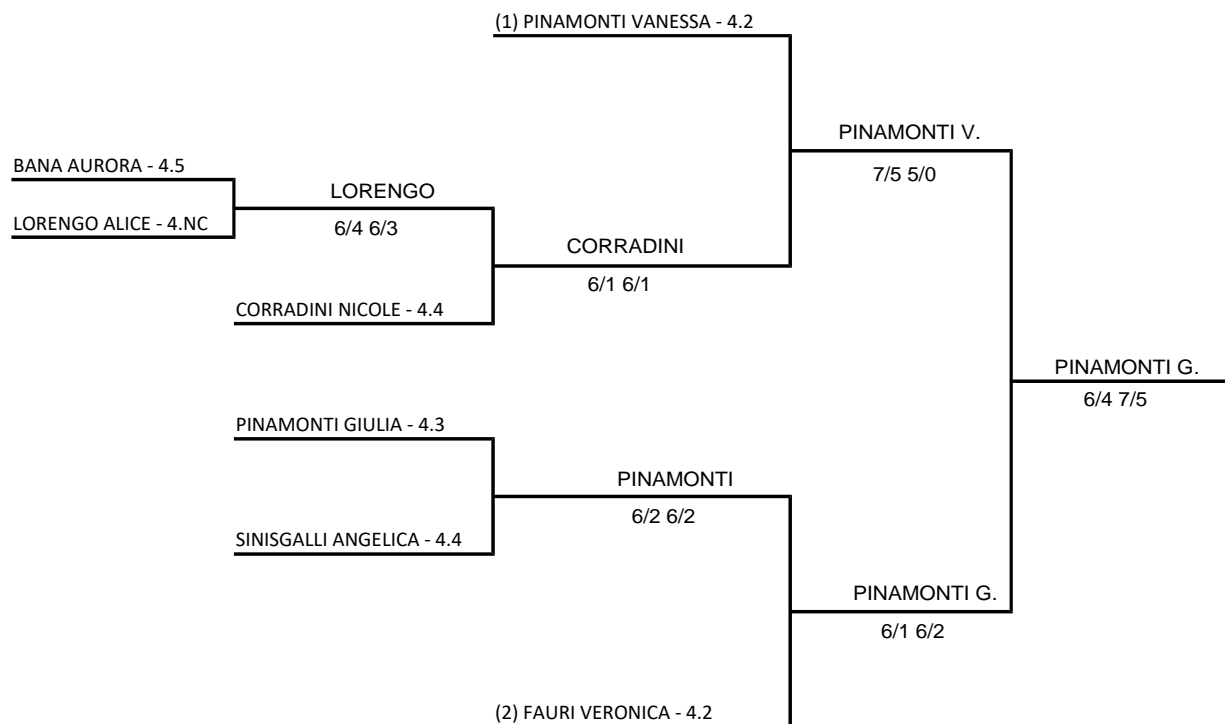 (1) PINAMONTI VANESSA - 4.2
PINAMONTI V.
7/5 5/0
BANA AURORA - 4.5
LORENGO
LORENGO ALICE - 4.NC
6/4 6/3
CORRADINI
6/1 6/1
CORRADINI NICOLE - 4.4
PINAMONTI G.
6/4 7/5
PINAMONTI GIULIA - 4.3
PINAMONTI
6/2 6/2
SINISGALLI ANGELICA - 4.4
PINAMONTI G.
6/1 6/2
(2) FAURI VERONICA - 4.2